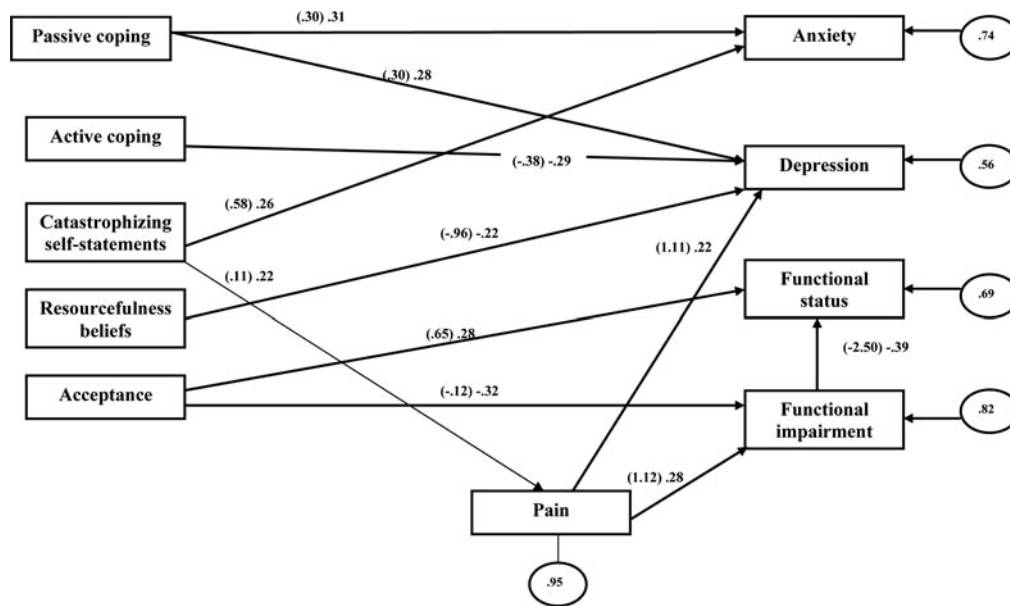 (.30) .31
Passive coping
Anxiety
.74
(.30) .28
Active coping
(-.38) -.29
Depression
.56
Catastrophizing
self-statements
(.58) .26
(-.96) -.22
(1.11) .22
(.11) .22
Functional
status
.69
Resourcefulness
beliefs
(.65) .28
(-2.50) -.39
Acceptance
(-.12) -.32
Functional
impairment
.82
(1.12) .28
Pain
.95